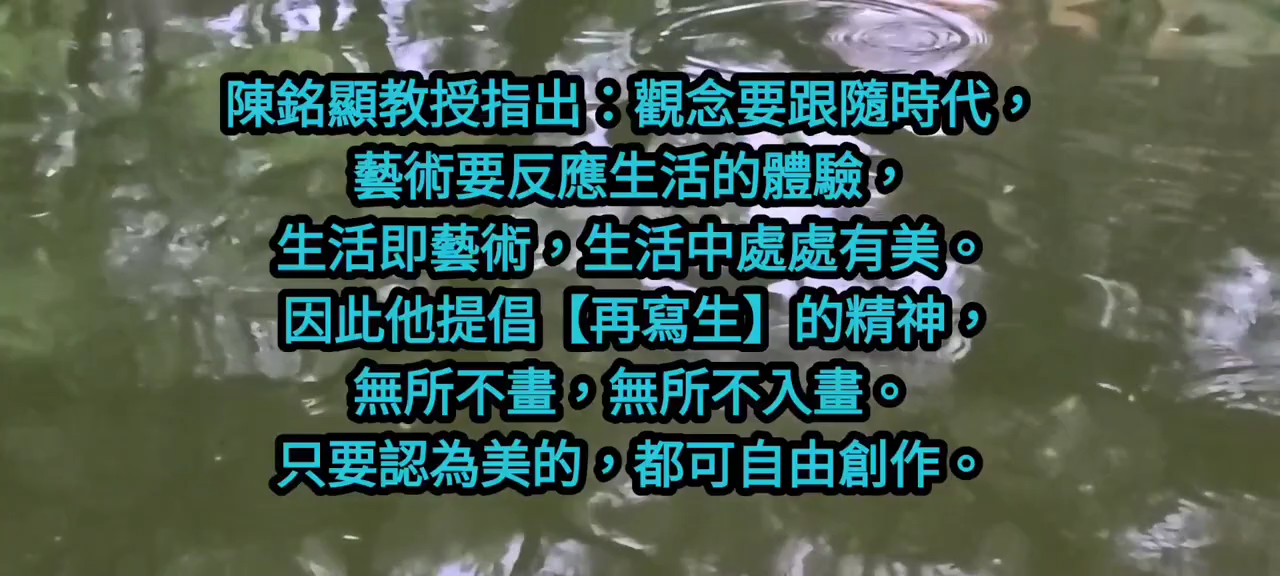 陳銘顯教授指出：觀念要跟隨時代，
藝術要反應生活的體驗，
生活即藝術，生活中處處有美。
因此他提倡【再寫生】的精神，
無所不畫，無所不入畫。
只要認為美的，都可自由創作。